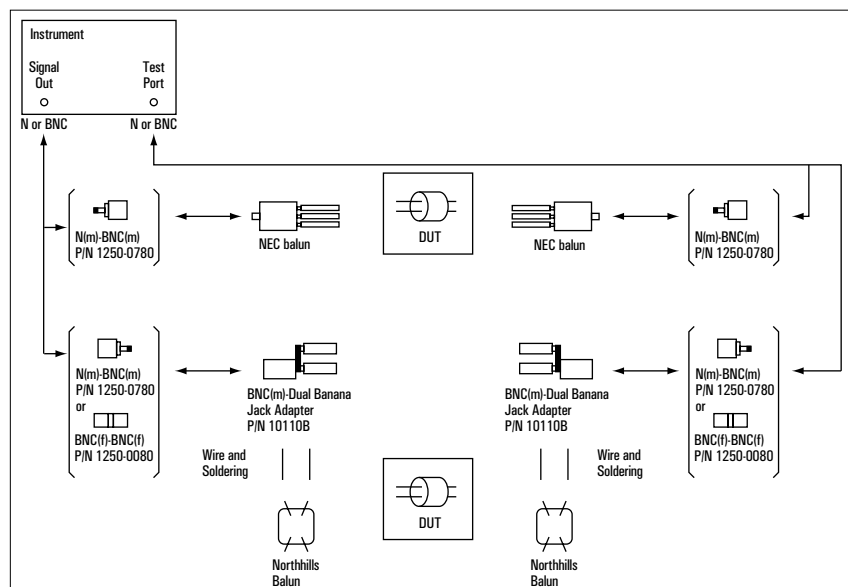 Instrument
Signal
Out
Test
Port
N or BNC
N or BNC
N(m)-BNC(m)
P/N 1250-0780
NEC balun
DUT
NEC balun
N(m)-BNC(m)
P/N 1250-0780
N(m)-BNC(m)
P/N 1250-0780
or
BNC(f)-BNC(f)
P/N 1250-0080
BNC(m)-Dual Banana
Jack Adapter
P/N 10110B
BNC(m)-Dual Banana
Jack Adapter
P/N 10110B
N(m)-BNC(m)
P/N 1250-0780
or
BNC(f)-BNC(f)
P/N 1250-0080
Wire and
Soldering
Wire and
Soldering
DUT
Northhills
Balun
Northhills
Balun